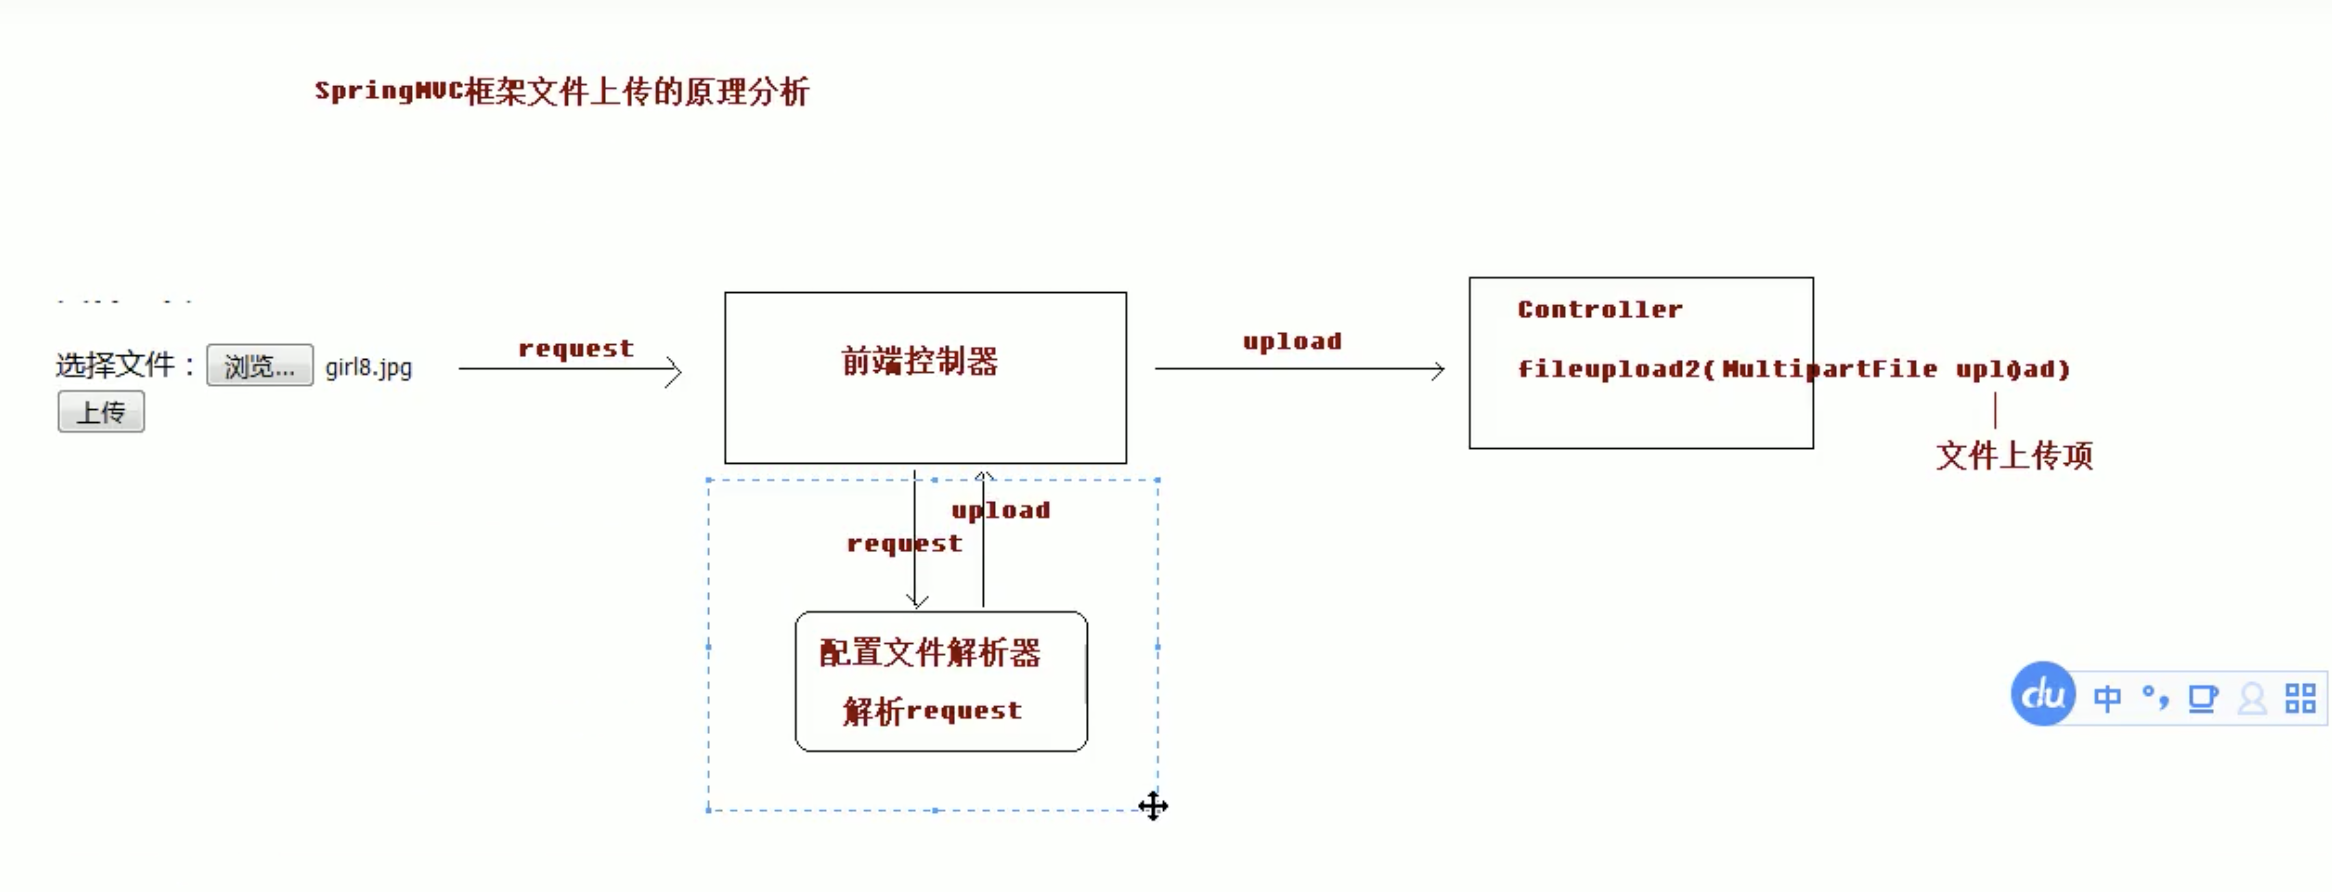 SpringMVC框架文件上传的原理分析
选择文件： 浏览... girl8.jpg
上传
request
前端控制器
upload
Controller
fileupload2(MultipartFile upload)
文件上传项
upload
request
配置文件解析器
解析request
du 中 °,